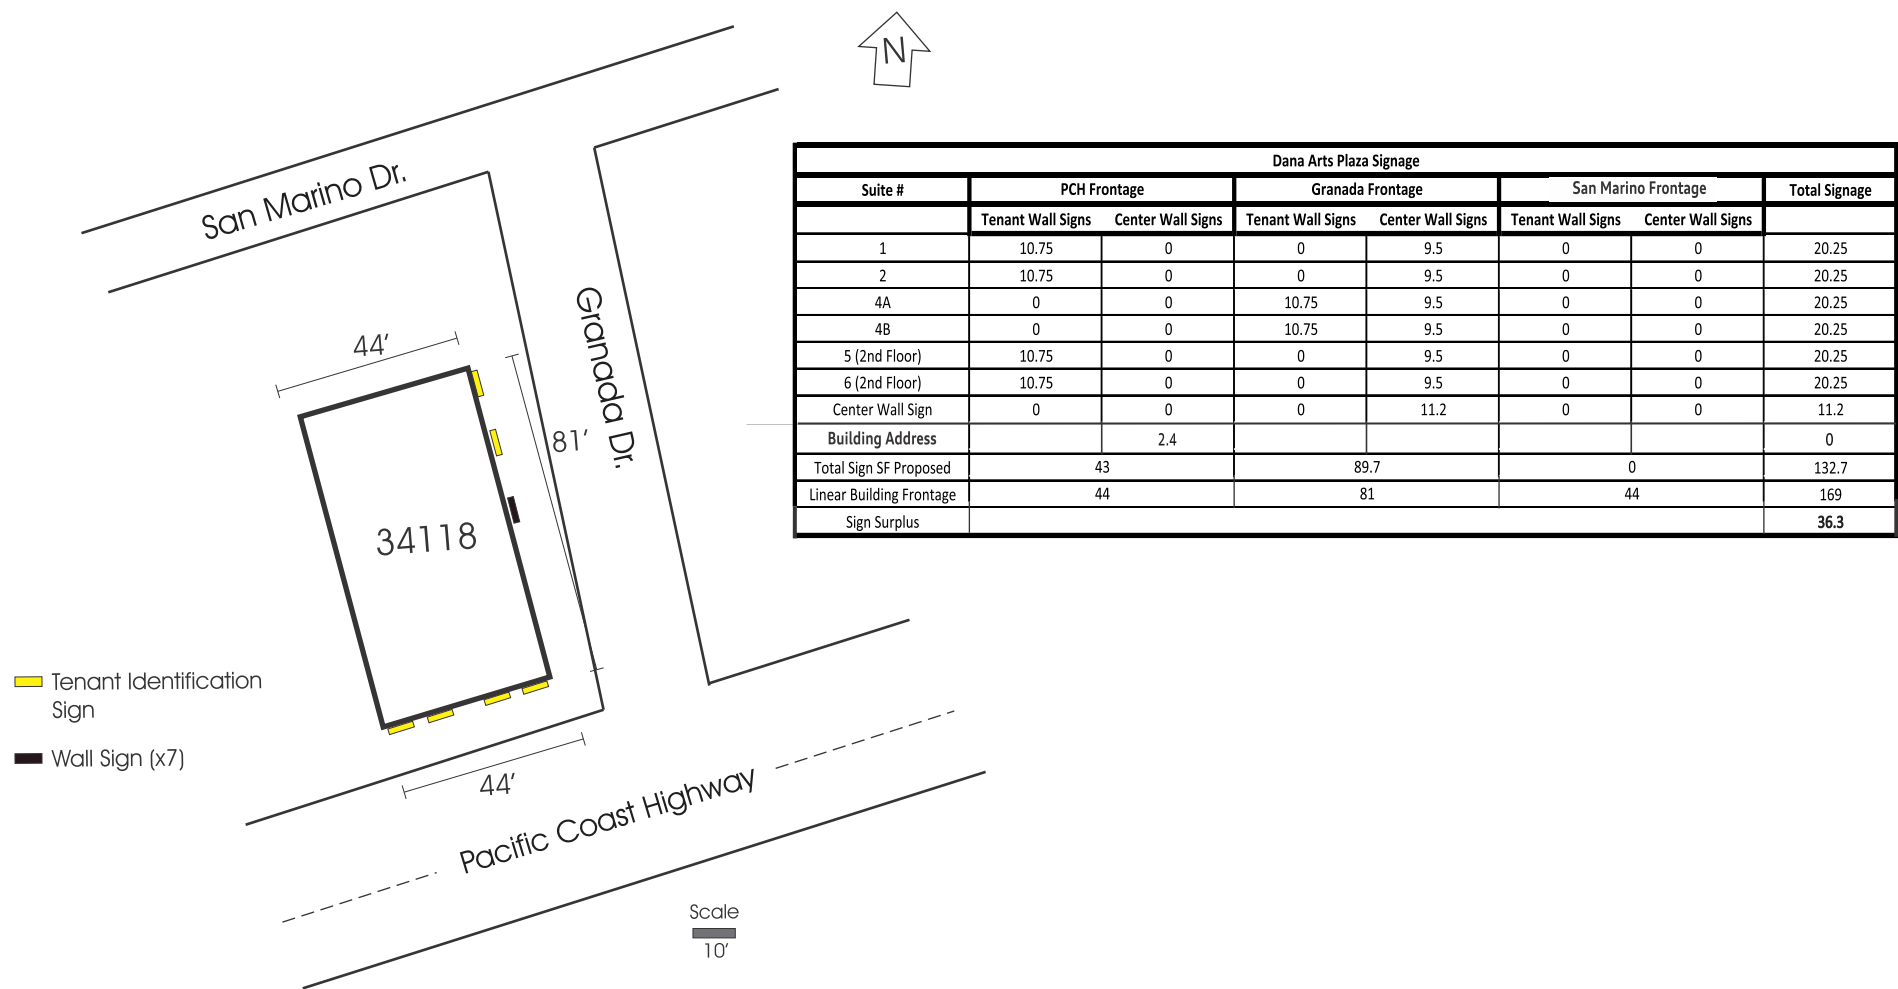 N
San Marino Dr.
Granada Dr.
44’
81’
34118
Tenant Identification
Sign
Wall Sign (x7)
44’
Pacific Coast Highway
Scale
10’
Dana Arts Plaza Signage
Suite # PCH Frontage Granada Frontage San Marino Frontage Total Signage
Tenant Wall Signs Center Wall Signs Tenant Wall Signs Center Wall Signs Tenant Wall Signs Center Wall Signs
1 10.75 0 0 9.5 0 0 20.25
2 10.75 0 0 9.5 0 0 20.25
4A 0 0 10.75 9.5 0 0 20.25
4B 0 0 10.75 9.5 0 0 20.25
5 (2nd Floor) 10.75 0 0 9.5 0 0 20.25
6 (2nd Floor) 10.75 0 0 9.5 0 0 20.25
Center Wall Sign 0 0 0 11.2 0 0 11.2
Building Address 2.4 0
Total Sign SF Proposed 43 89.7 0 132.7
Linear Building Frontage 44 81 44 169
Sign Surplus 36.3